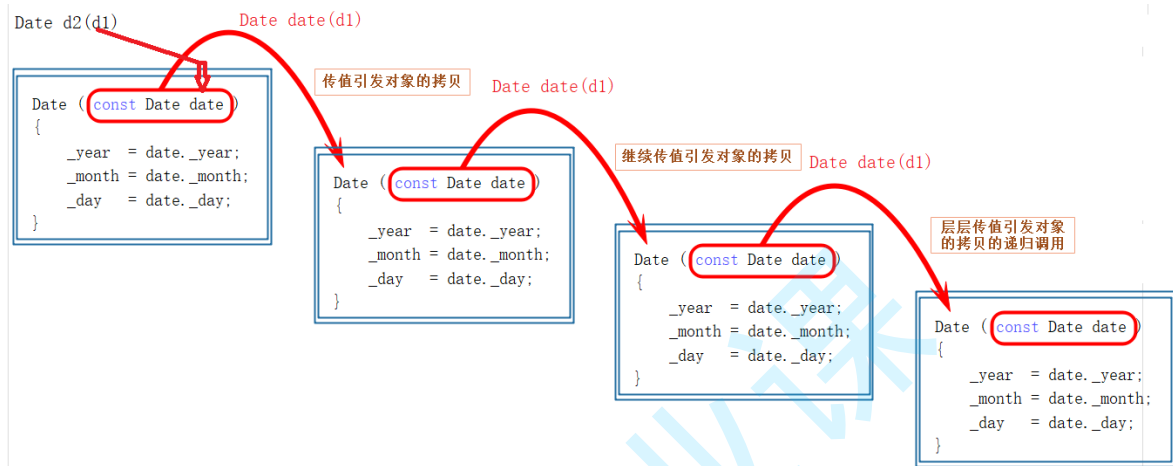 Date d2(d1)
Date date(d1)
传值引发对象的拷贝
Date date(d1)
Date (const Date date)
{
_year = date._year;
_month = date._month;
_day = date._day;
}
继续传值引发对象的拷贝
Date date(d1)
Date (const Date date)
{
_year = date._year;
_month = date._month;
_day = date._day;
}
层层传值引发对象
的拷贝的递归调用
Date (const Date date)
{
_year = date._year;
_month = date._month;
_day = date._day;
}
Date (const Date date)
{
_year = date._year;
_month = date._month;
_day = date._day;
}
业课